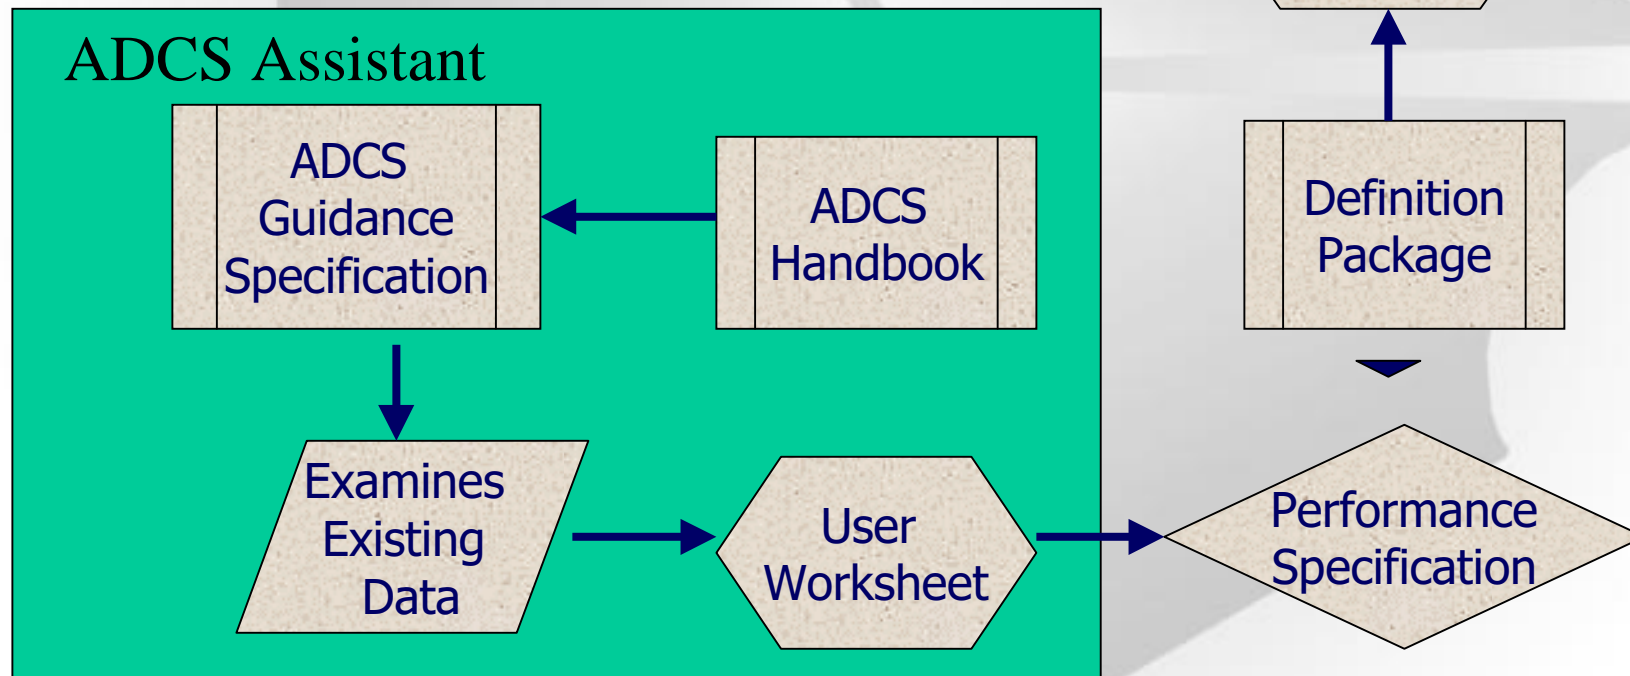 ADCS Assistant
ADCS
Guidance
Specification
ADCS
Handbook
Definition
Package
Examines
Existing
Data
User
Worksheet
Performance
Specification